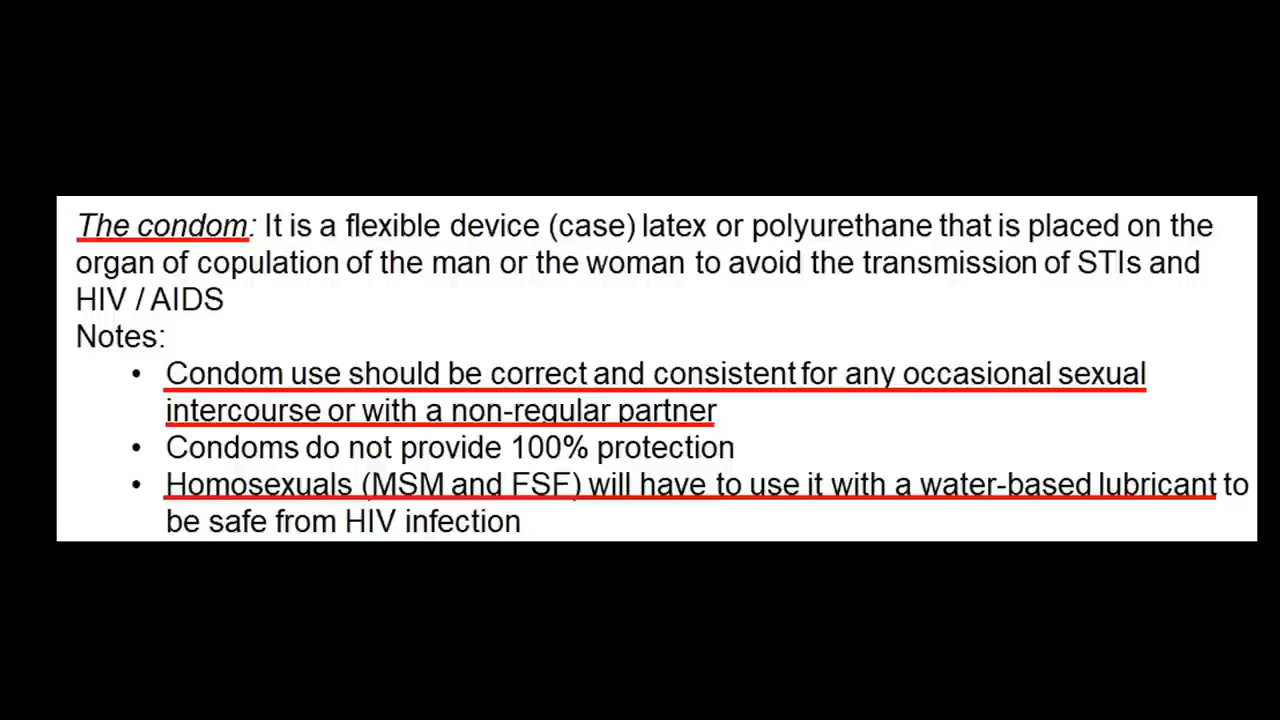 The condom: It is a flexible device (case) latex or polyurethane that is placed on the
organ of copulation of the man or the woman to avoid the transmission of STIs and
HIV / AIDS
Notes:
• Condom use should be correct and consistent for any occasional sexual
intercourse or with a non-regular partner
• Condoms do not provide 100% protection
• Homosexuals (MSM and FSF) will have to use it with a water-based lubricant to
be safe from HIV infection